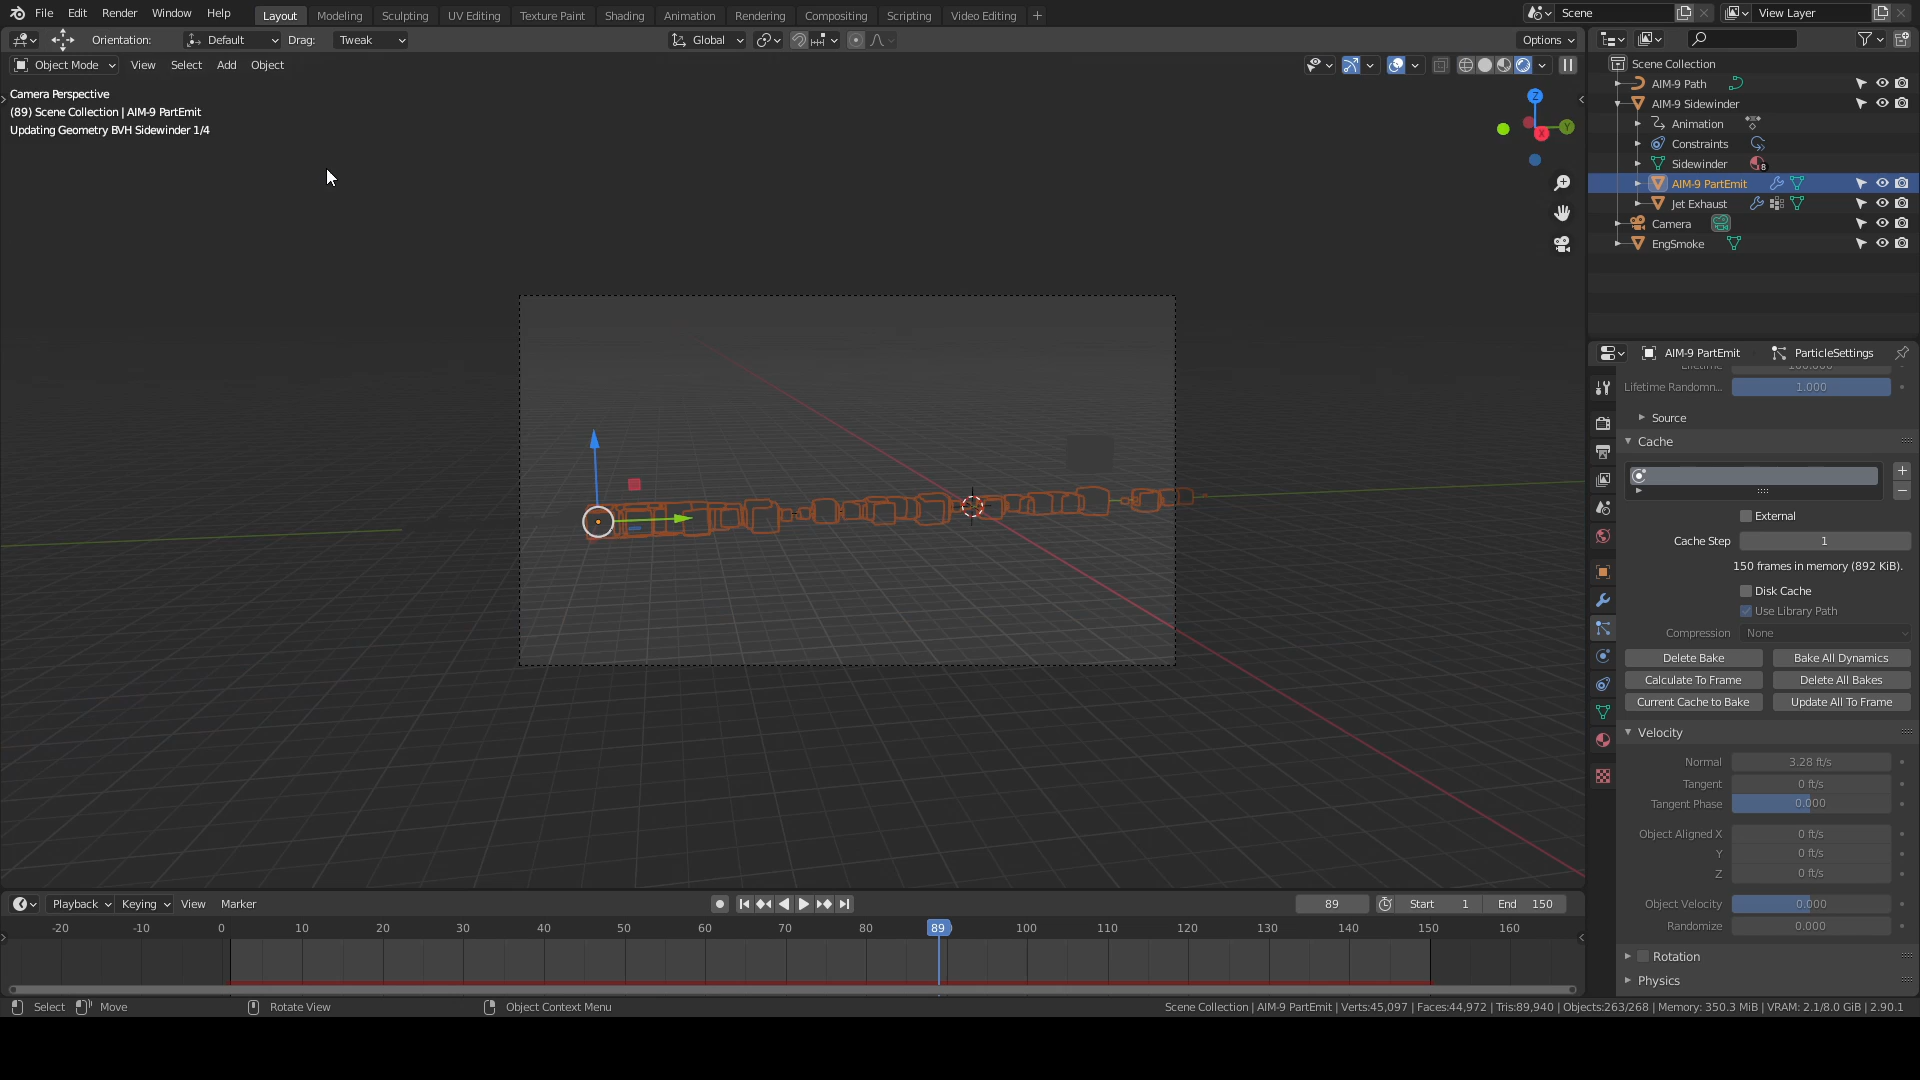 File Edit Render Window Help Layout Modeling Sculpting UV Editing Texture Paint Shading Animation Rendering Compositing Scripting Video Editing + Scene View Layer
Orientation: Default Drag: Tweak Global Options
Object Mode View Select Add Object
Camera Perspective
(89) Scene Collection | AIM-9 PartEmit
Updating Geometry BVH Sidewinder 1/4
Z
Y
X
Scene Collection
AIM-9 Path
AIM-9 Sidewinder
Animation
Constraints
Sidewinder 8
AIM-9 PartEmit
Jet Exhaust
Camera
EngSmoke
AIM-9 PartEmit ParticleSettings
Lifetime 100.000
Lifetime Randomn... 1.000
Source
Cache
External
Cache Step 1
150 frames in memory (892 KiB).
Disk Cache
Use Library Path
Compression None
Delete Bake Bake All Dynamics
Calculate To Frame Delete All Bakes
Current Cache to Bake Update All To Frame
Velocity
Normal 3.28 ft/s
Tangent 0 ft/s
Tangent Phase 0.000
Object Aligned X 0 ft/s
Y 0 ft/s
Z 0 ft/s
Object Velocity 0.000
Randomize 0.000
Rotation
Physics
Playback Keying View Marker 89 Start 1 End 150
-20 -10 0 10 20 30 40 50 60 70 80 89 100 110 120 130 140 150 160
Select Move Rotate View Object Context Menu Scene Collection | AIM-9 PartEmit | Verts:45,097 | Faces:44,972 | Tris:89,940 | Objects:263/268 | Memory: 350.3 MiB | VRAM: 2.1/8.0 GiB | 2.90.1